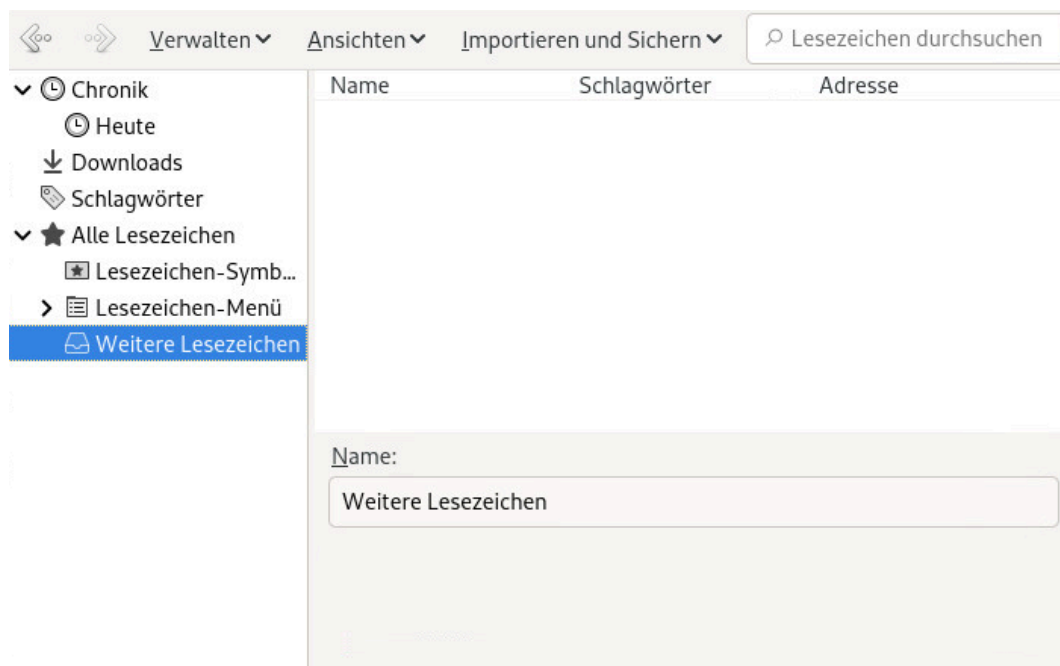 Verwalten Ansichten Importieren und Sichern Lesezeichen durchsuchen
Chronik
Heute
Downloads
Schlagwörter
Alle Lesezeichen
Lesezeichen-Symb...
Lesezeichen-Menü
Weitere Lesezeichen
Name Schlagwörter Adresse
Name:
Weitere Lesezeichen